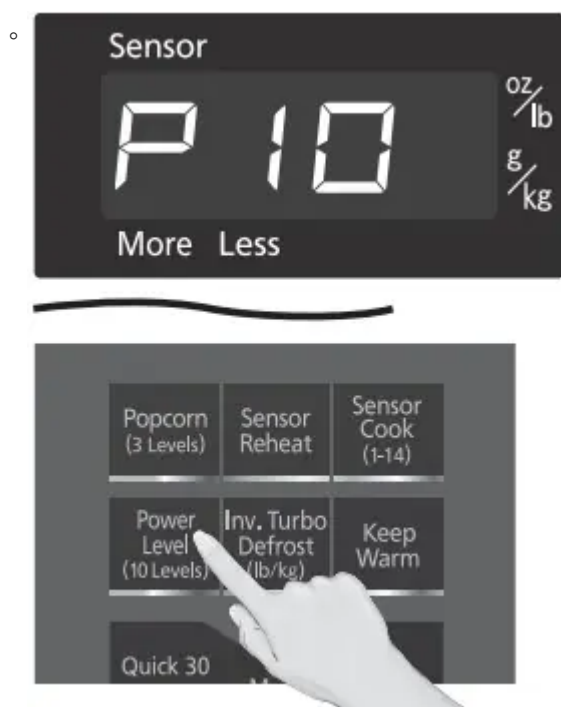 Sensor
P10
oz/lb
g/kg
More Less
Popcorn
(3 Levels)
Sensor
Reheat
Sensor
Cook
(1-14)
Power
Level
(10 Levels)
Inv. Turbo
Defrost
(lb/kg)
Keep
Warm
Quick 30